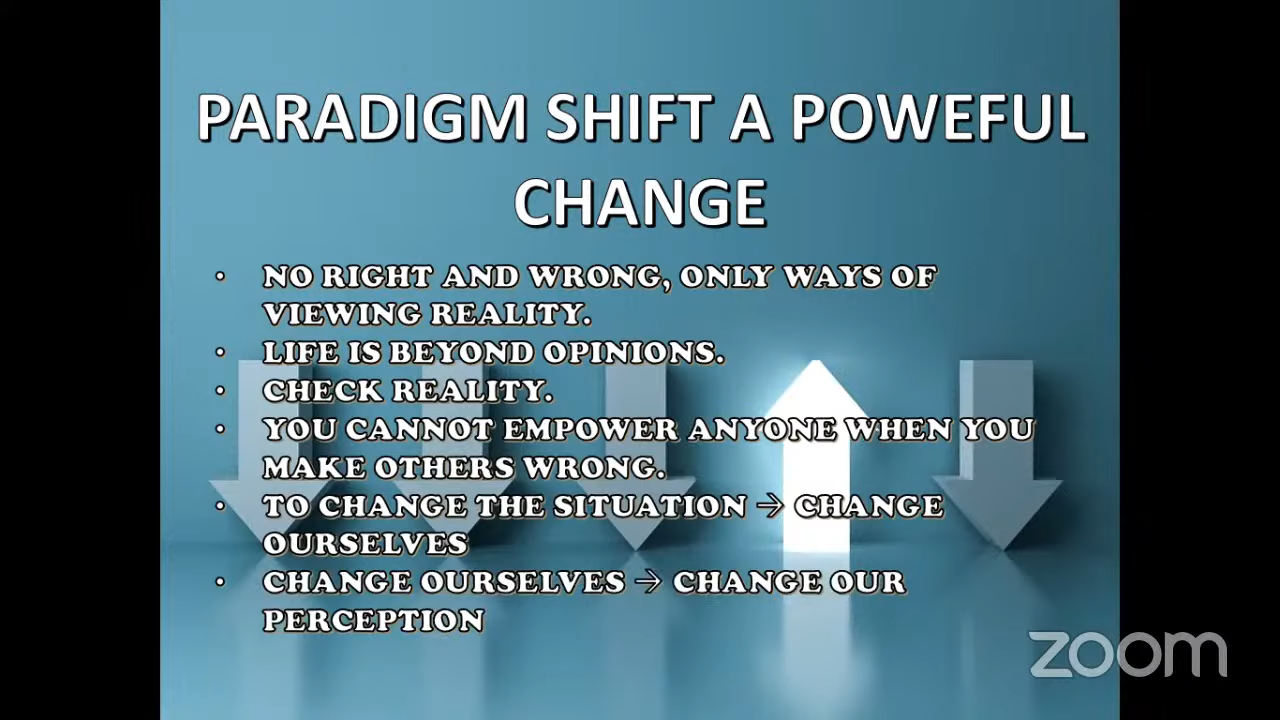 PARADIGM SHIFT A POWEFUL
CHANGE
• NO RIGHT AND WRONG, ONLY WAYS OF
VIEWING REALITY.
• LIFE IS BEYOND OPINIONS.
• CHECK REALITY.
• YOU CANNOT EMPOWER ANYONE WHEN YOU
MAKE OTHERS WRONG.
• TO CHANGE THE SITUATION → CHANGE
OURSELVES
• CHANGE OURSELVES → CHANGE OUR
PERCEPTION
zoom